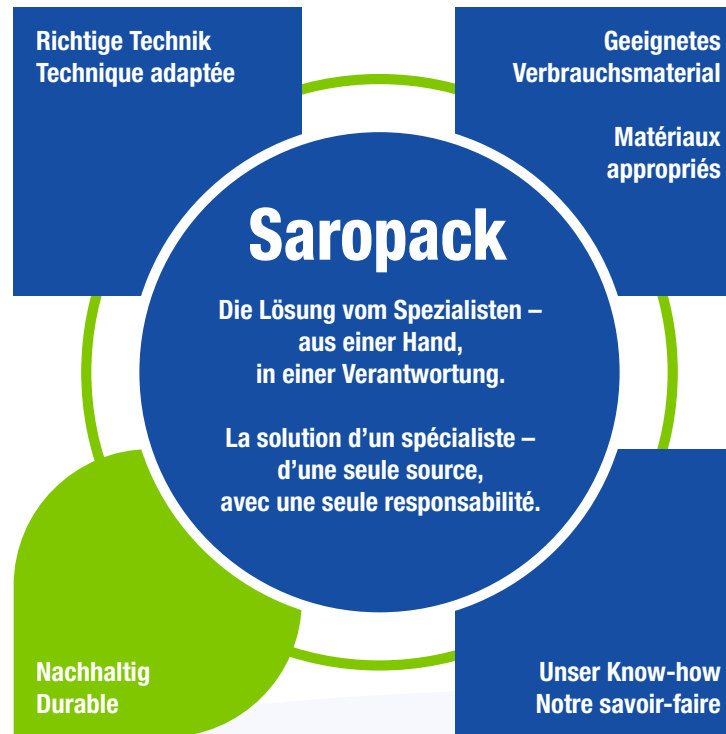 Richtige Technik
Technique adaptée
Geeignetes
Verbrauchsmaterial
Matériaux
appropriés
Saropack
Die Lösung vom Spezialisten –
aus einer Hand,
in einer Verantwortung.
La solution d'un spécialiste –
d'une seule source,
avec une seule responsabilité.
Nachhaltig
Durable
Unser Know-how
Notre savoir-faire